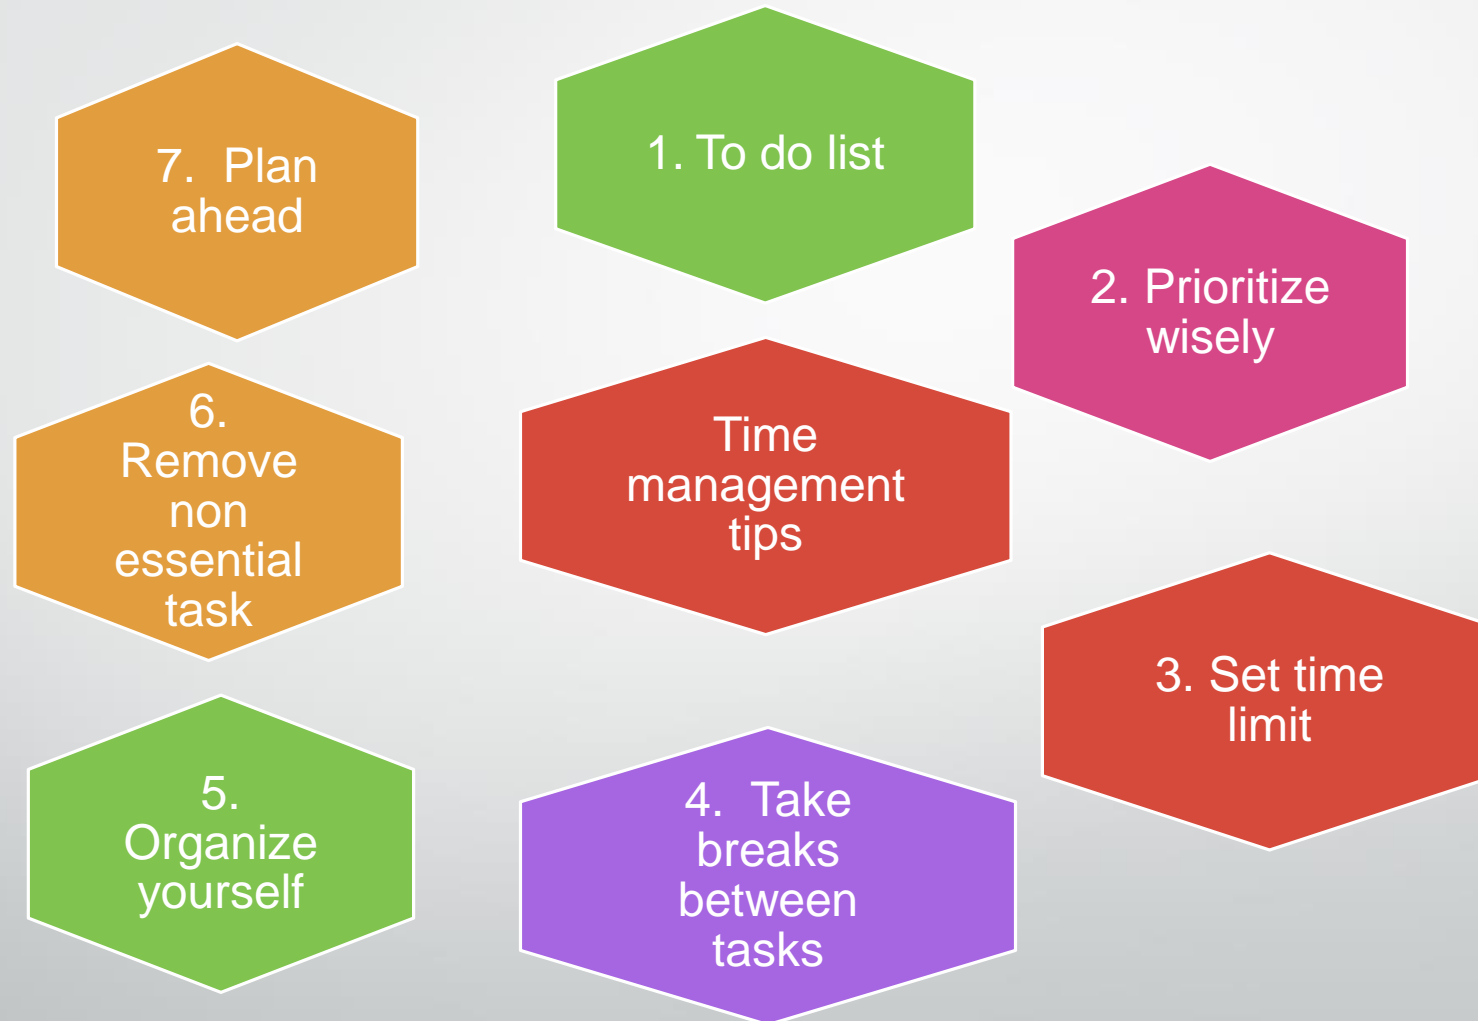 7. Plan
ahead
1. To do list
2. Prioritize
wisely
6.
Remove
non
essential
task
Time
management
tips
3. Set time
limit
5.
Organize
yourself
4. Take
breaks
between
tasks